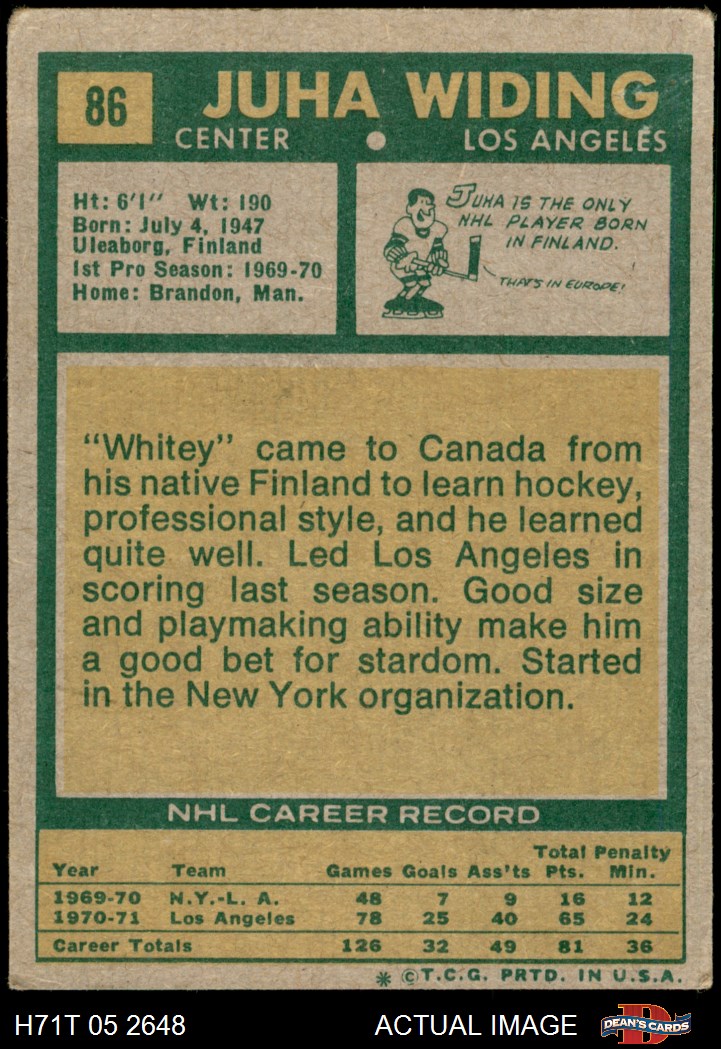 86
JUHA WIDING
CENTER • LOS ANGELES
Ht: 6'1" Wt: 190
Born: July 4, 1947
Uleaborg, Finland
1st Pro Season: 1969-70
Home: Brandon, Man.
JUHA IS THE ONLY
NHL PLAYER BORN
IN FINLAND.
THAT'S IN EUROPE!
"Whitey" came to Canada from
his native Finland to learn hockey,
professional style, and he learned
quite well. Led Los Angeles in
scoring last season. Good size
and playmaking ability make him
a good bet for stardom. Started
in the New York organization.
NHL CAREER RECORD
Year Team Games Goals Ass'ts Total Pts. Penalty Min.
1969-70 N.Y.-L. A. 48 7 9 16 12
1970-71 Los Angeles 78 25 40 65 24
Career Totals 126 32 49 81 36
* © T.C.G. PRTD. IN U.S.A.
H71T 05 2648 ACTUAL IMAGE D DEAN'S CARDS